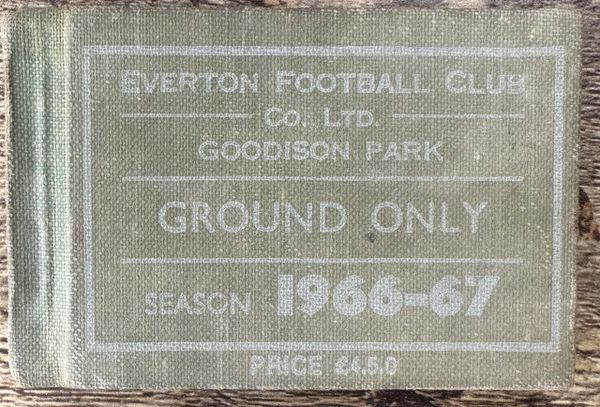 EVERTON FOOTBALL CLUB
CO. LTD.
GOODISON PARK
GROUND ONLY
SEASON 1966-67
PRICE £4.5.0